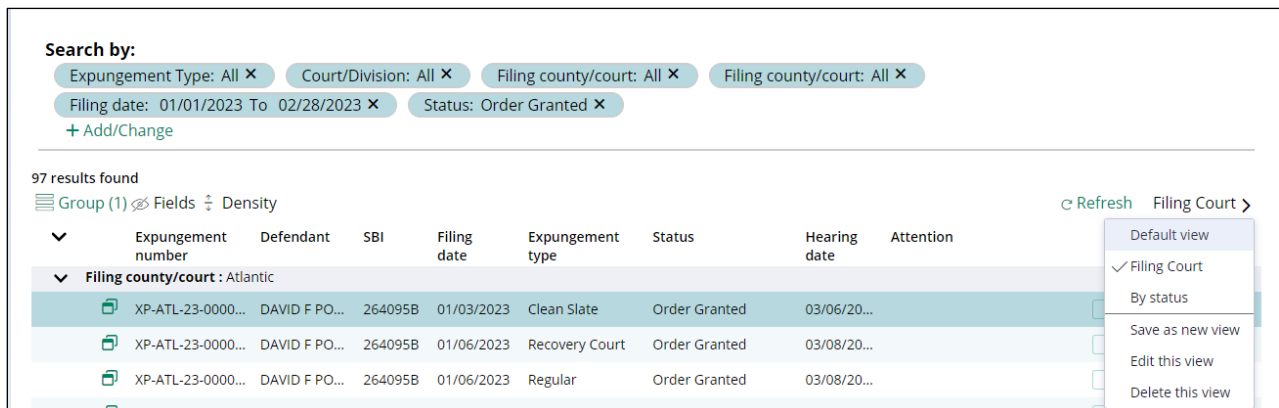 Search by:
Expungement Type: All × Court/Division: All × Filing county/court: All × Filing county/court: All ×
Filing date: 01/01/2023 To 02/28/2023 × Status: Order Granted ×
+ Add/Change
97 results found
Group (1) Fields Density Refresh Filing Court >
Expungement number Defendant SBI Filing date Expungement type Status Hearing date Attention
Filing county/court : Atlantic
XP-ATL-23-0000... DAVID F PO... 264095B 01/03/2023 Clean Slate Order Granted 03/06/20...
XP-ATL-23-0000... DAVID F PO... 264095B 01/06/2023 Recovery Court Order Granted 03/08/20...
XP-ATL-23-0000... DAVID F PO... 264095B 01/06/2023 Regular Order Granted 03/08/20...
Default view
✓ Filing Court
By status
Save as new view
Edit this view
Delete this view